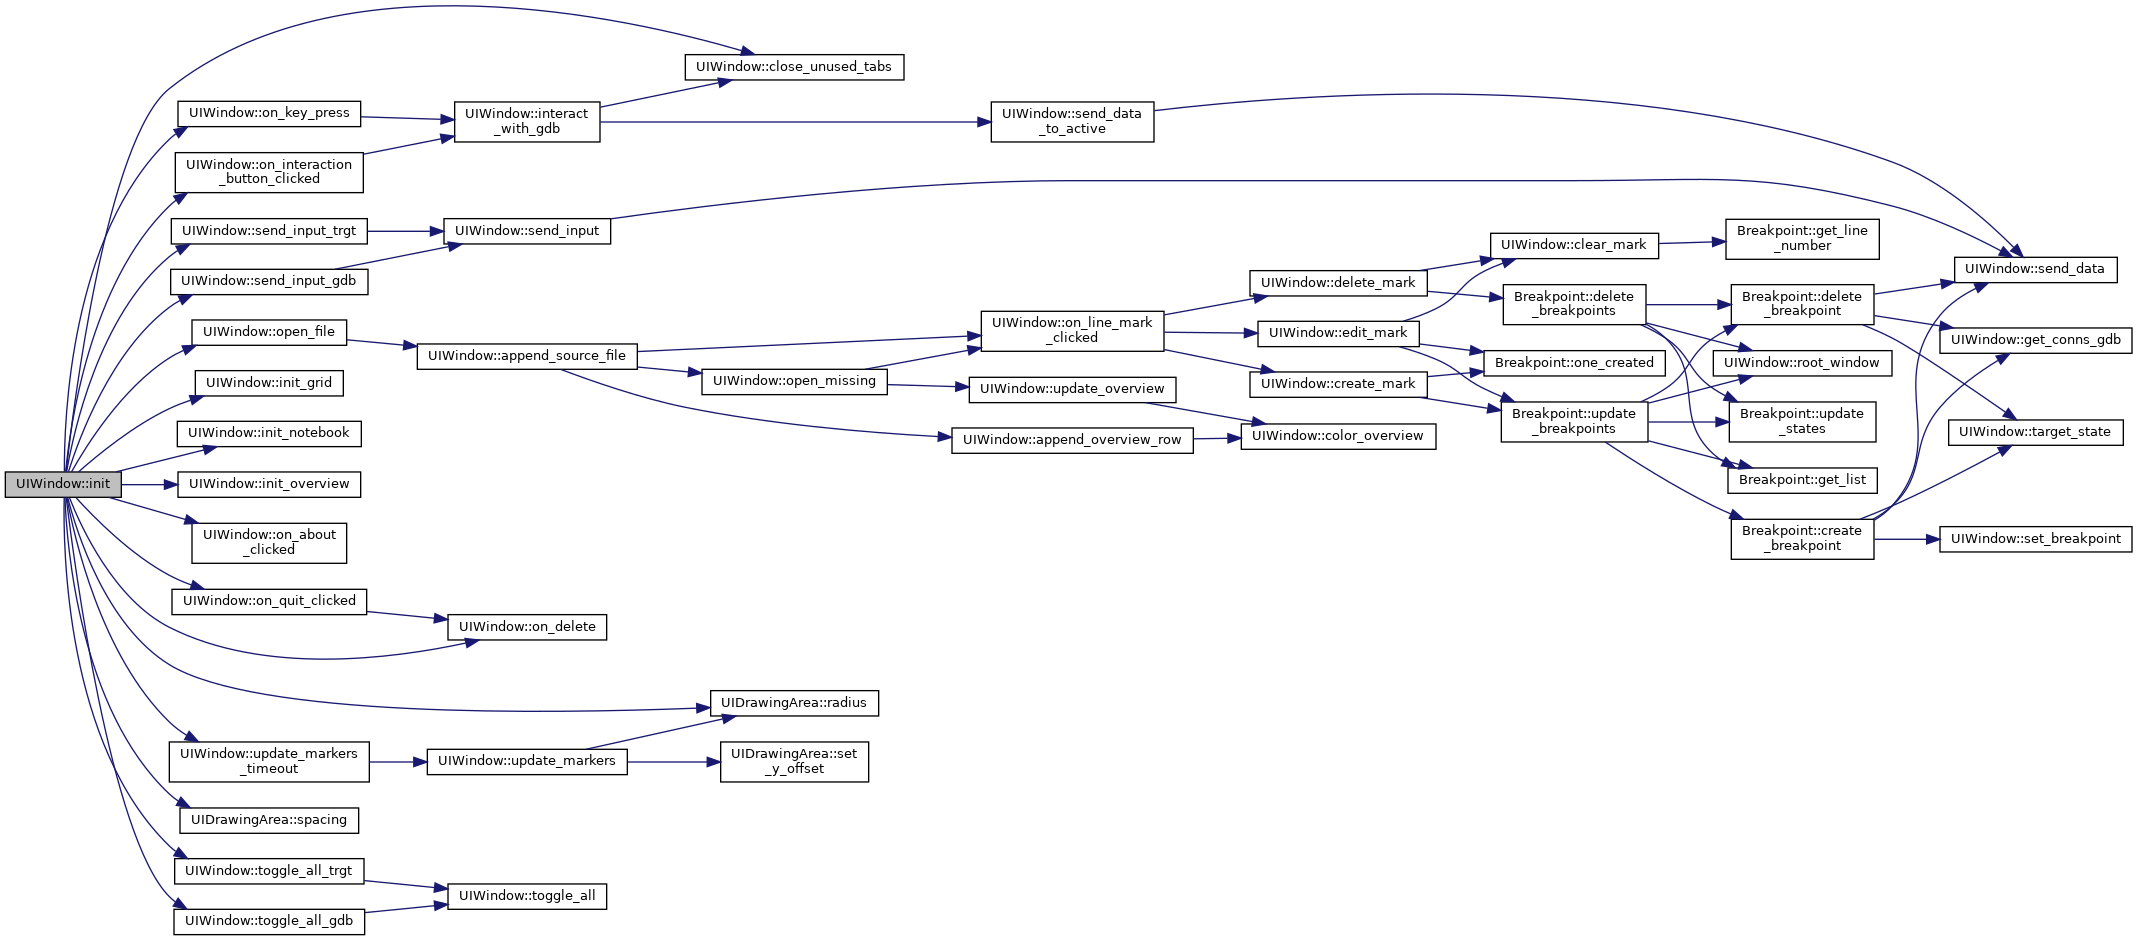 UIWindow::init
UIWindow::close_unused_tabs
UIWindow::on_key_press
UIWindow::on_interaction
_button_clicked
UIWindow::send_input_trgt
UIWindow::send_input_gdb
UIWindow::open_file
UIWindow::init_grid
UIWindow::init_notebook
UIWindow::init_overview
UIWindow::on_about
_clicked
UIWindow::on_quit_clicked
UIWindow::update_markers
_timeout
UIDrawingArea::spacing
UIWindow::toggle_all_trgt
UIWindow::toggle_all_gdb
UIWindow::interact
_with_gdb
UIWindow::send_input
UIWindow::append_source_file
UIWindow::on_delete
UIWindow::update_markers
UIWindow::toggle_all
UIWindow::open_missing
UIDrawingArea::radius
UIDrawingArea::set
_y_offset
UIWindow::send_data
_to_active
UIWindow::on_line_mark
_clicked
UIWindow::update_overview
UIWindow::append_overview_row
UIWindow::delete_mark
UIWindow::edit_mark
UIWindow::create_mark
UIWindow::color_overview
UIWindow::clear_mark
Breakpoint::delete
_breakpoints
Breakpoint::one_created
Breakpoint::update
_breakpoints
Breakpoint::get_line
_number
Breakpoint::delete
_breakpoint
UIWindow::root_window
Breakpoint::update
_states
Breakpoint::get_list
Breakpoint::create
_breakpoint
UIWindow::send_data
UIWindow::get_conns_gdb
UIWindow::target_state
UIWindow::set_breakpoint